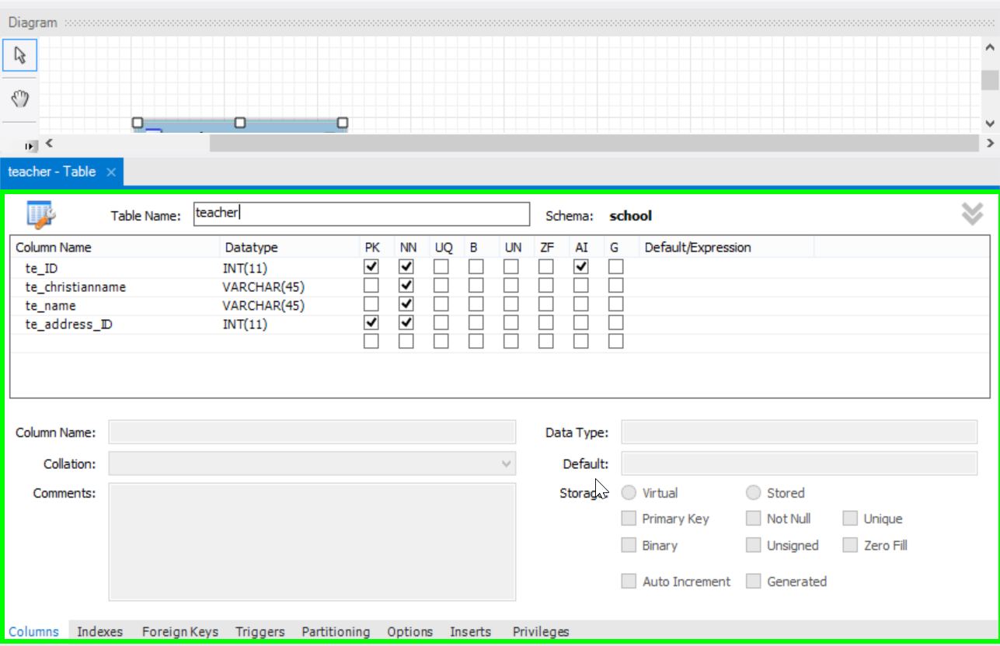 Diagram
teacher - Table
Table Name: teacher Schema: school
Column Name Datatype PK NN UQ B UN ZF AI G Default/Expression
te_ID INT(11)
te_christianname VARCHAR(45)
te_name VARCHAR(45)
te_address_ID INT(11)
Column Name: Data Type:
Collation: Default:
Comments: Virtual Stored
Primary Key Not Null Unique
Binary Unsigned Zero Fill
Auto Increment Generated
Columns Indexes Foreign Keys Triggers Partitioning Options Inserts Privileges